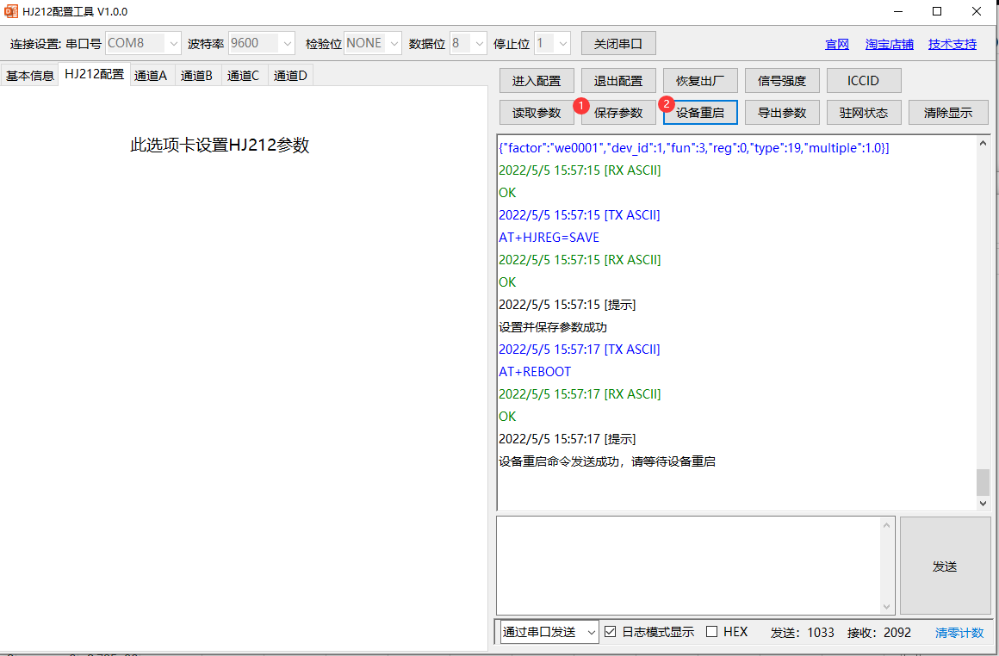 HJ212配置工具 V1.0.0
连接设置: 串口号 COM8 波特率 9600 检验位 NONE 数据位 8 停止位 1 关闭串口 官网 淘宝店铺 技术支持
基本信息 HJ212配置 通道A 通道B 通道C 通道D
此选项卡设置HJ212参数
进入配置 退出配置 恢复出厂 信号强度 ICCID
读取参数 1 保存参数 2 设备重启 导出参数 驻网状态 清除显示
{"factor":"we0001","dev_id":1,"fun":3,"reg":0,"type":19,"multiple":1.0}]
2022/5/5 15:57:15 [RX ASCII]
OK
2022/5/5 15:57:15 [TX ASCII]
AT+HJREG=SAVE
2022/5/5 15:57:15 [RX ASCII]
OK
2022/5/5 15:57:15 [提示]
设置并保存参数成功
2022/5/5 15:57:17 [TX ASCII]
AT+REBOOT
2022/5/5 15:57:17 [RX ASCII]
OK
2022/5/5 15:57:17 [提示]
设备重启命令发送成功，请等待设备重启
发送
通过串口发送 日志模式显示 HEX 发送: 1033 接收: 2092 清零计数